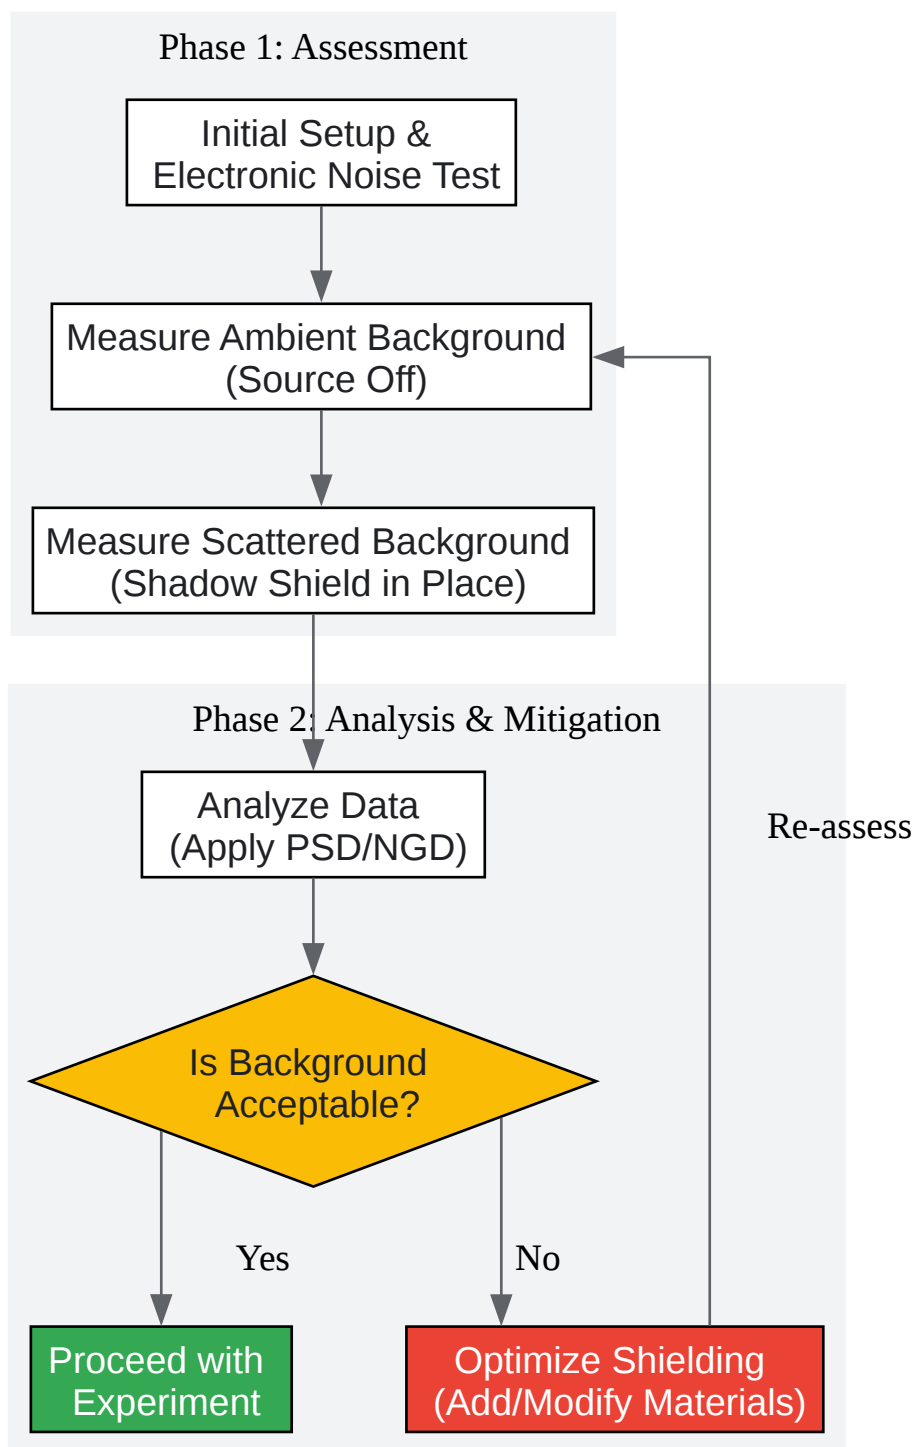 Phase 1: Assessment
Initial Setup &
Electronic Noise Test
Measure Ambient Background
(Source Off)
Measure Scattered Background
(Shadow Shield in Place)
Phase 2: Analysis & Mitigation
Analyze Data
(Apply PSD/NGD)
Re-assess
Is Background
Acceptable?
Yes
No
Proceed with
Experiment
Optimize Shielding
(Add/Modify Materials)